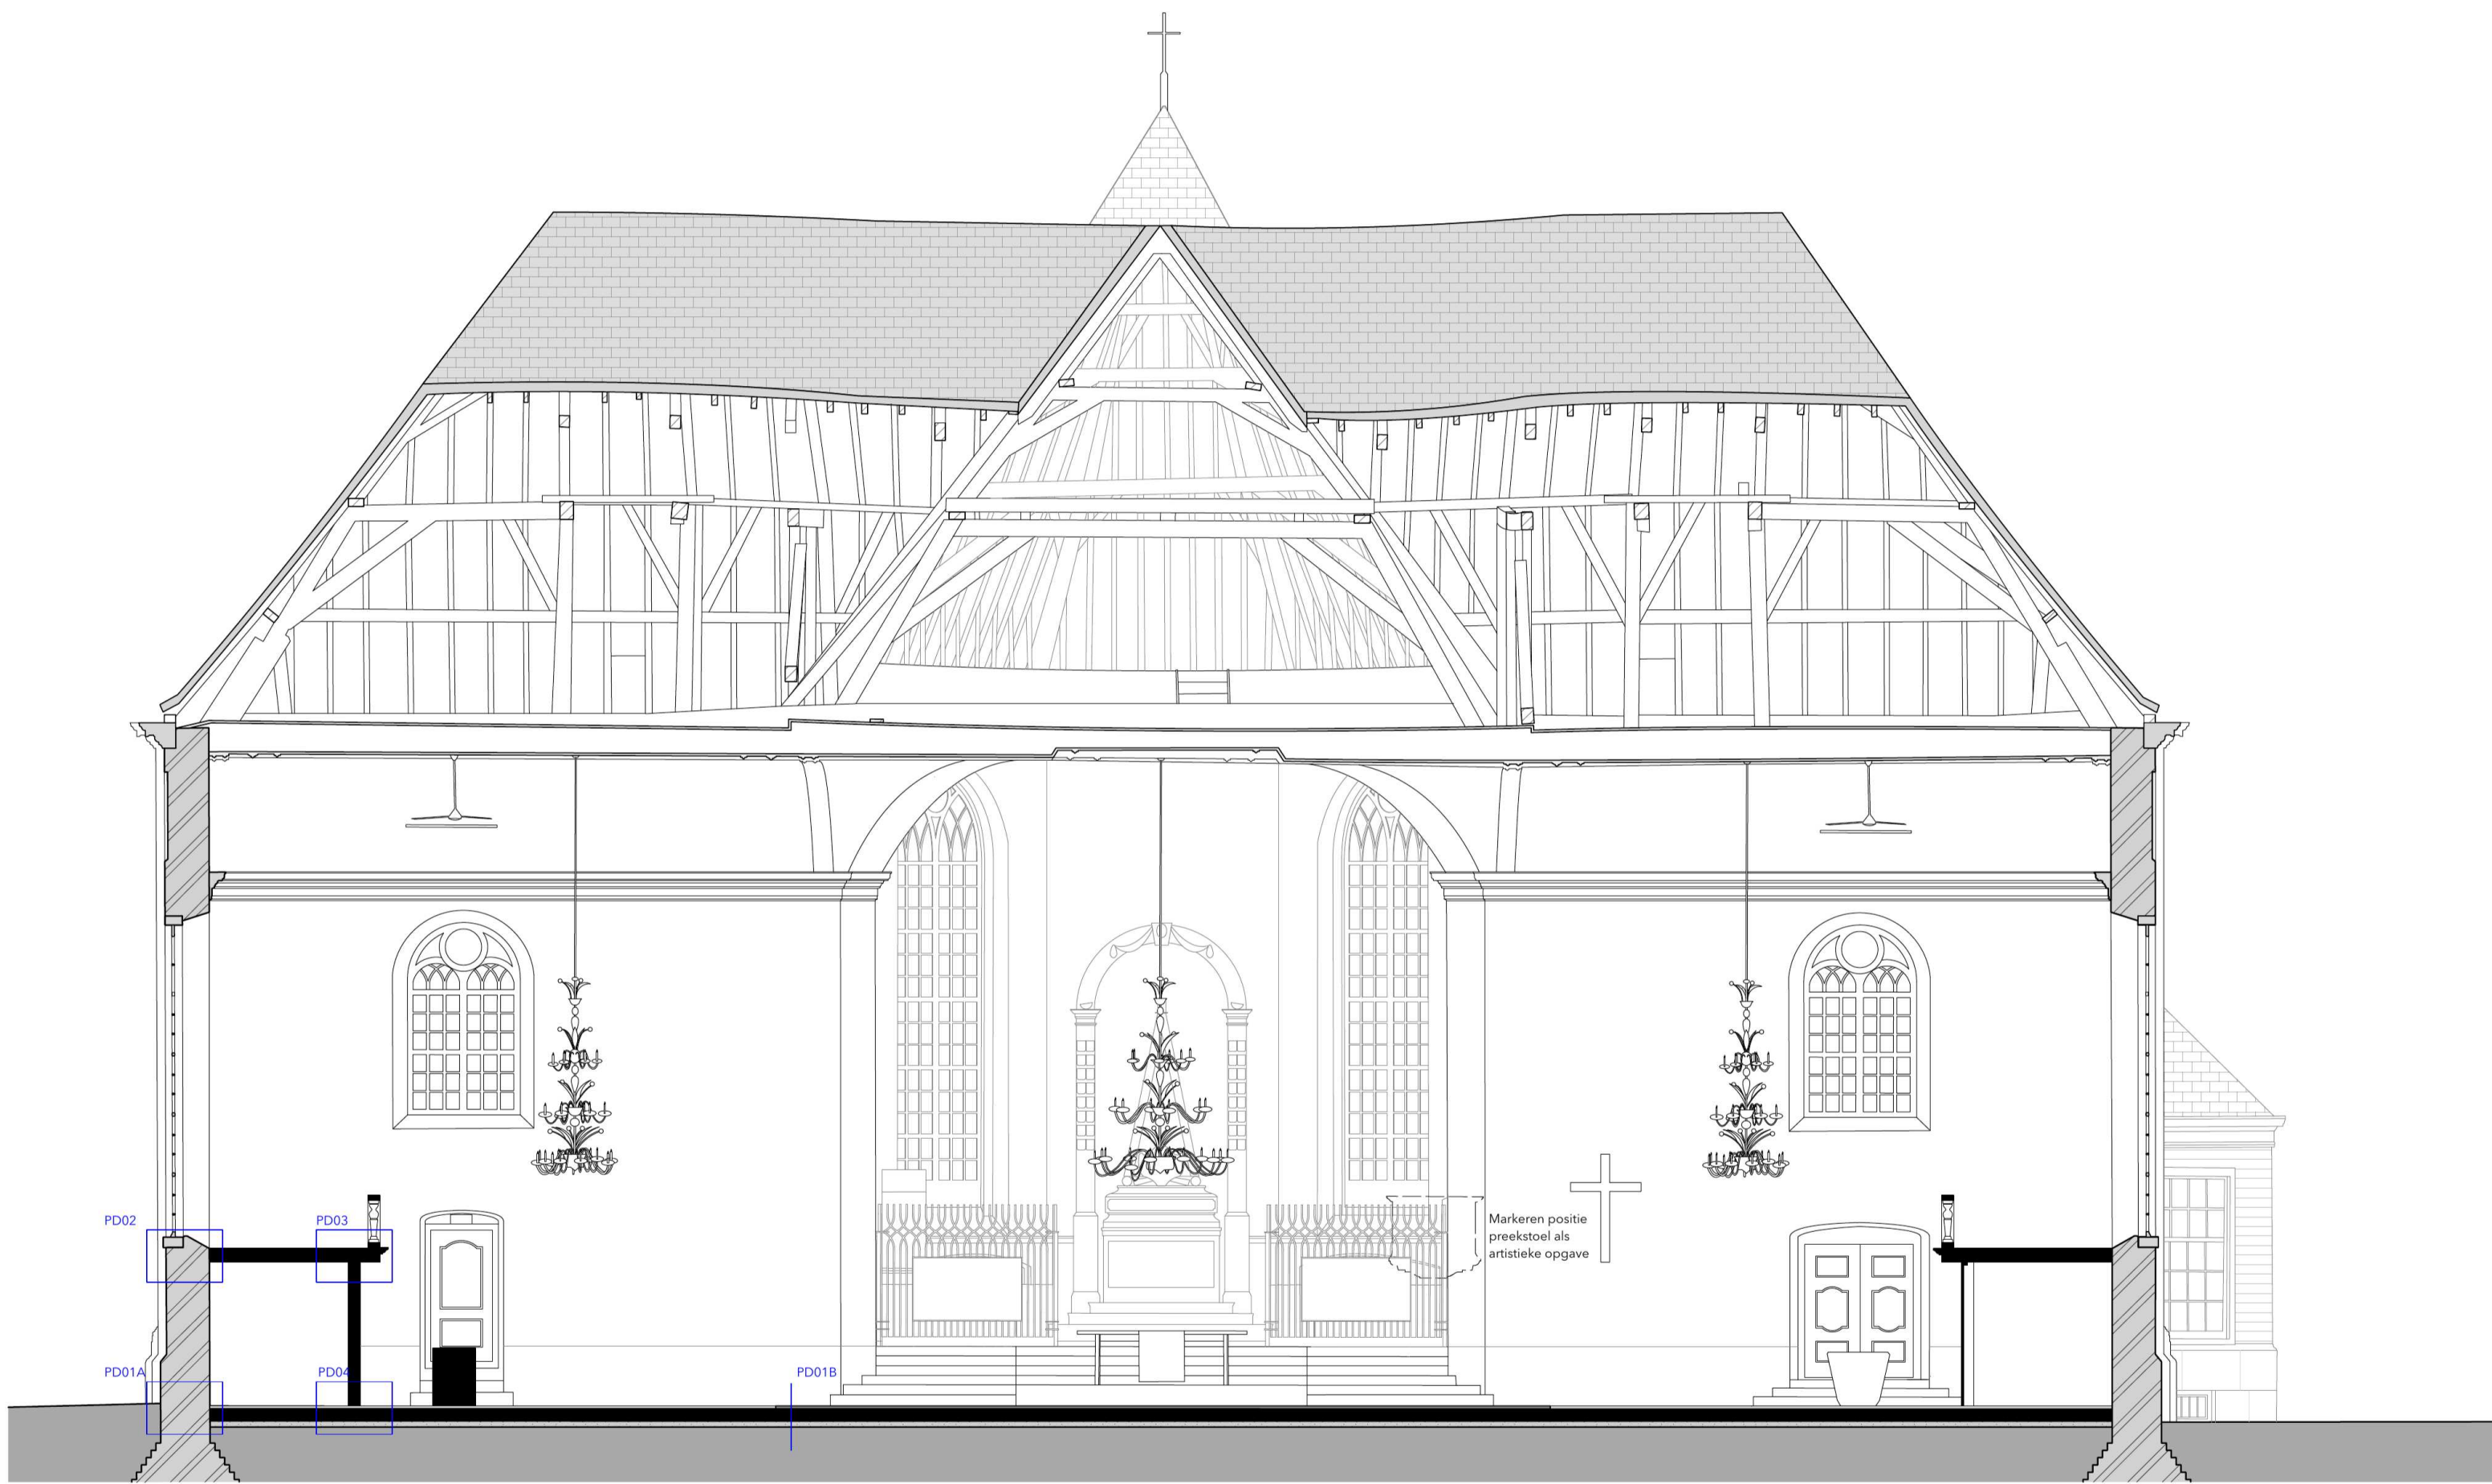 PD02
PD03
Markeren positie
preekstoel als
artistieke opgave
PD01A
PD04
PD01B